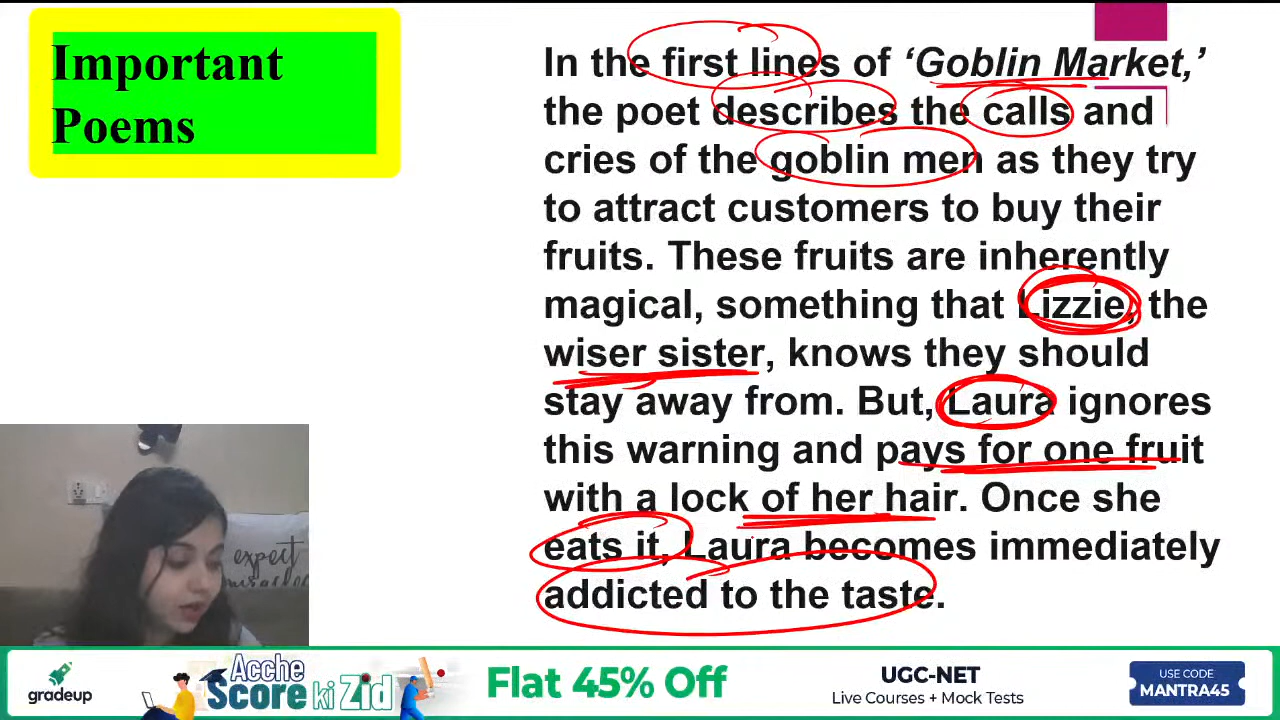 Important
Poems
In the first lines of ‘Goblin Market,’
the poet describes the calls and
cries of the goblin men as they try
to attract customers to buy their
fruits. These fruits are inherently
magical, something that Lizzie, the
wiser sister, knows they should
stay away from. But, Laura ignores
this warning and pays for one fruit
with a lock of her hair. Once she
eats it, Laura becomes immediately
addicted to the taste.
expect
gradeup
Acche
Score ki Zid
Flat 45% Off
UGC-NET
Live Courses + Mock Tests
USE CODE
MANTRA45